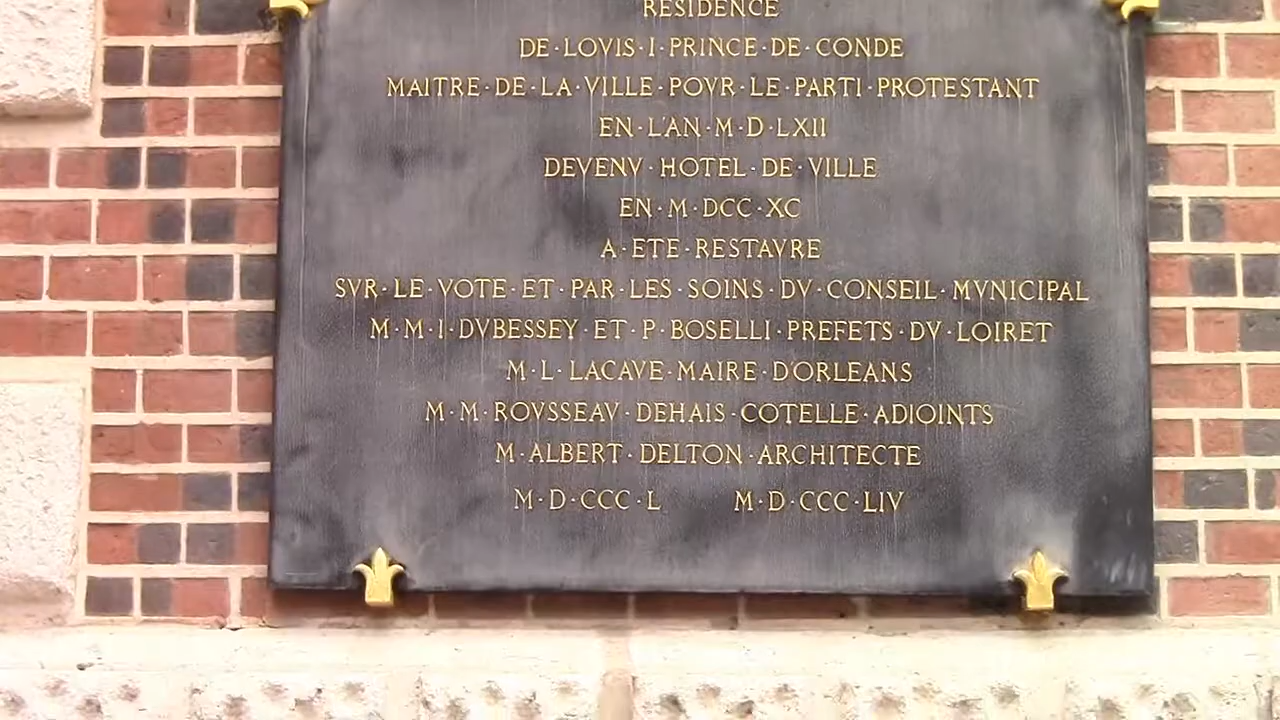 RESIDENCE
DE·LOVIS·I·PRINCE·DE·CONDE
MAITRE·DE·LA·VILLE·POVR·LE·PARTI·PROTESTANT
EN·L'AN·M·D·LXII
DEVENV·HOTEL·DE·VILLE
EN·M·DCC·XC
A·ETE·RESTAVRE
SVR·LE·VOTE·ET·PAR·LES·SOINS·DV·CONSEIL·MVNICIPAL
M·M·I·DVBESSEY·ET·P·BOSELLI·PREFETS·DV·LOIRET
M·L·LACAVE·MAIRE·D'ORLEANS
M·M·ROVSSEAV·DEHAIS·COTELLE·ADIOINTS
M·ALBERT·DELTON·ARCHITECTE
M·D·CCC·L M·D·CCC·LIV